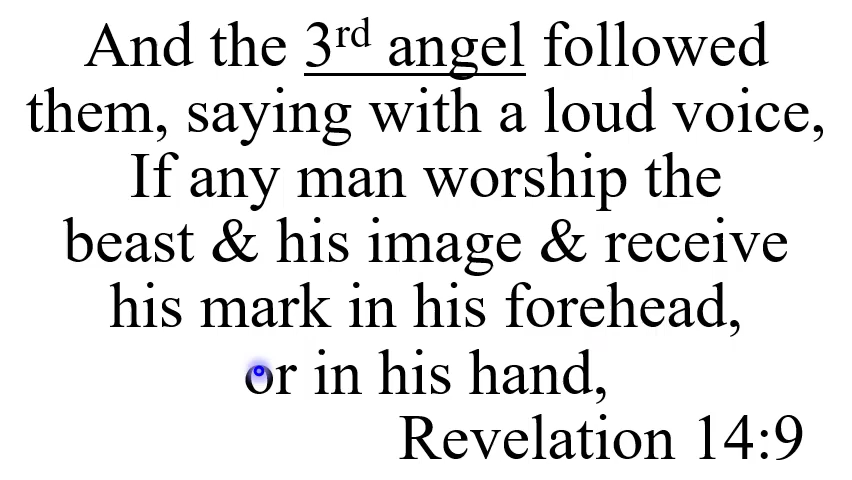 And the 3rd angel followed
them, saying with a loud voice,
If any man worship the
beast & his image & receive
his mark in his forehead,
or in his hand,
Revelation 14:9